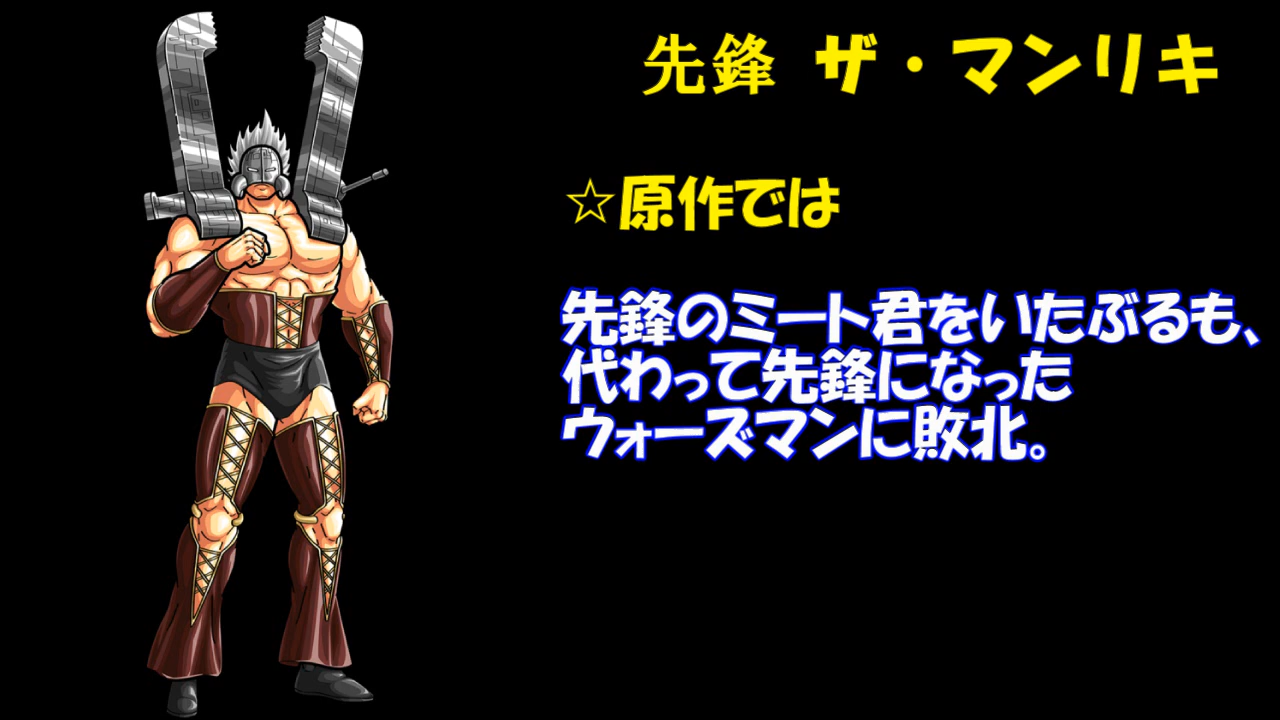 先鋒 ザ・マンリキ
☆原作では
先鋒のミート君をいたぶるも、
代わって先鋒になった
ウォーズマンに敗北。